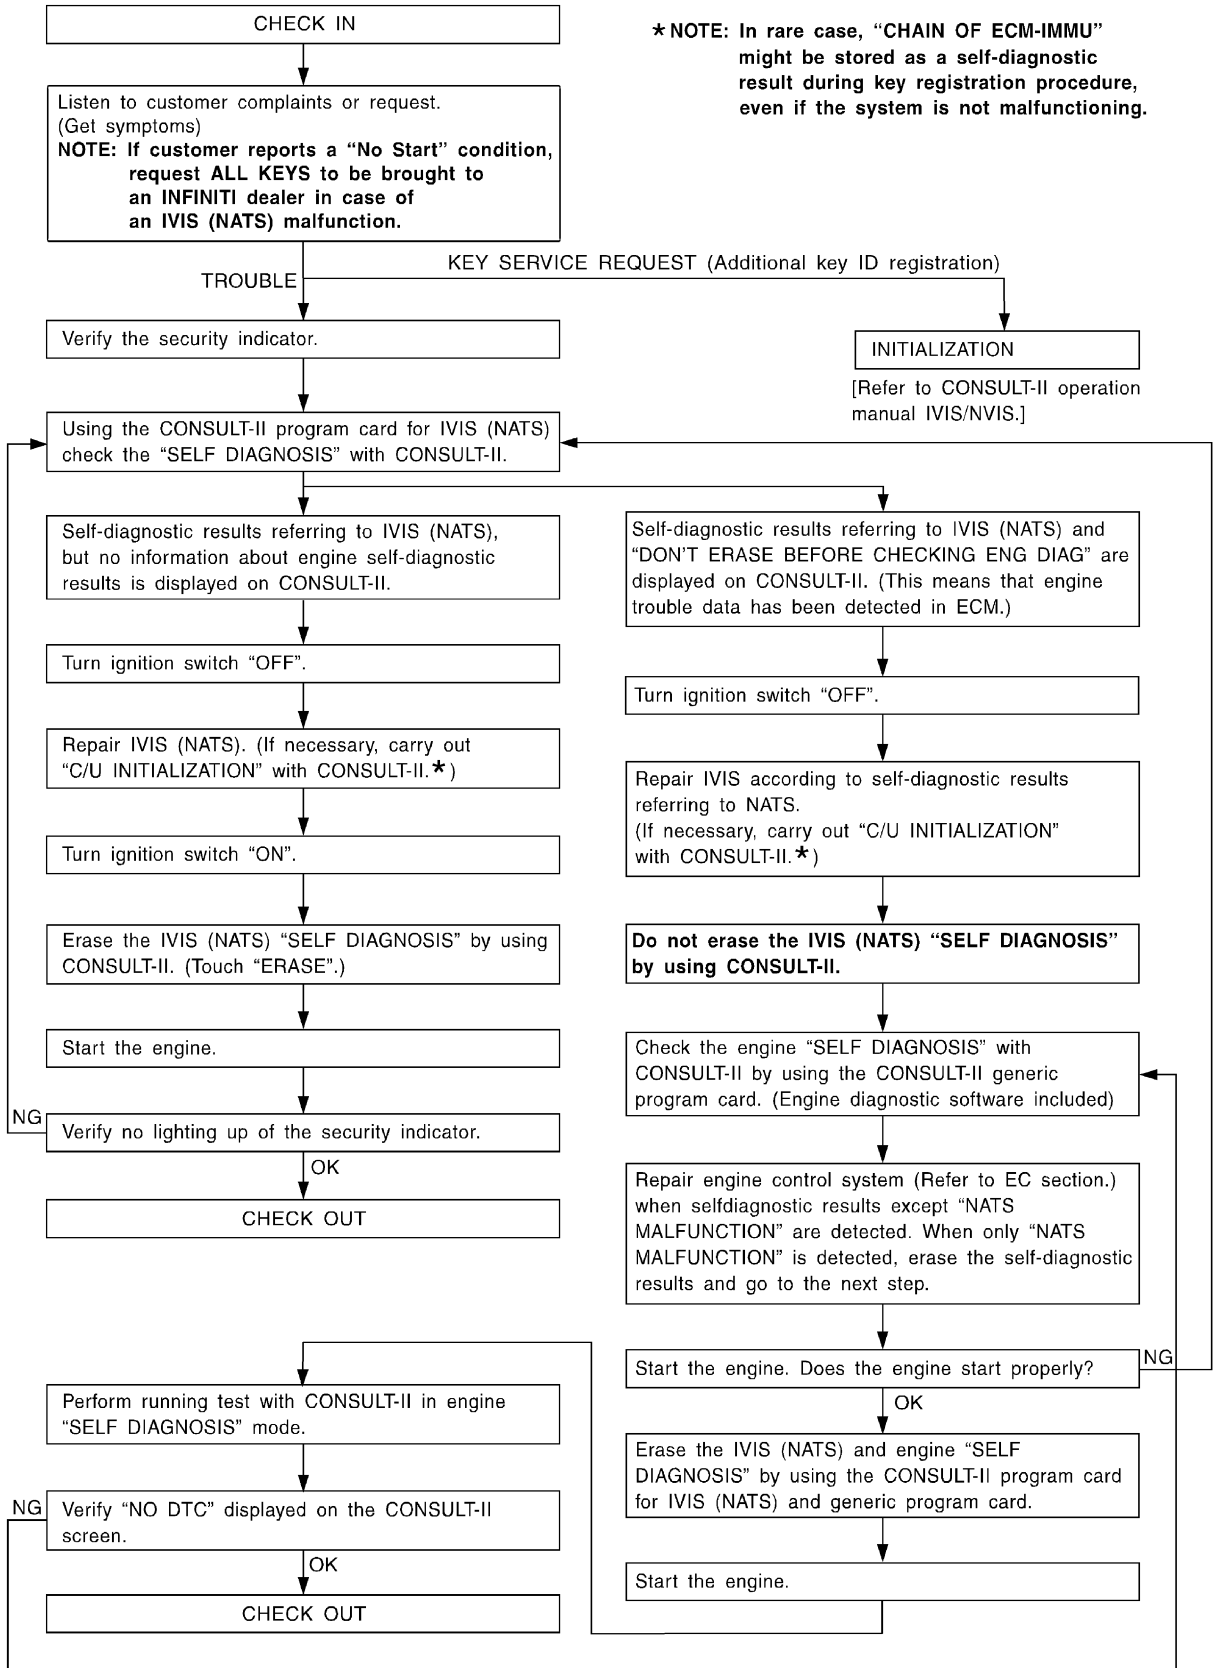 CHECK IN
* NOTE: In rare case, “CHAIN OF ECM-IMMU”
might be stored as a self-diagnostic
result during key registration procedure,
even if the system is not malfunctioning.
Listen to customer complaints or request.
(Get symptoms)
NOTE: If customer reports a “No Start” condition,
request ALL KEYS to be brought to
an INFINITI dealer in case of
an IVIS (NATS) malfunction.
TROUBLE
KEY SERVICE REQUEST (Additional key ID registration)
Verify the security indicator.
INITIALIZATION
[Refer to CONSULT-II operation
manual IVIS/NVIS.]
Using the CONSULT-II program card for IVIS (NATS)
check the “SELF DIAGNOSIS” with CONSULT-II.
Self-diagnostic results referring to IVIS (NATS),
but no information about engine self-diagnostic
results is displayed on CONSULT-II.
Turn ignition switch “OFF”.
Repair IVIS (NATS). (If necessary, carry out
“C/U INITIALIZATION” with CONSULT-II.*)
Turn ignition switch “ON”.
Erase the IVIS (NATS) “SELF DIAGNOSIS” by using
CONSULT-II. (Touch “ERASE”.)
Start the engine.
NG
Verify no lighting up of the security indicator.
OK
CHECK OUT
Self-diagnostic results referring to IVIS (NATS) and
“DON'T ERASE BEFORE CHECKING ENG DIAG” are
displayed on CONSULT-II. (This means that engine
trouble data has been detected in ECM.)
Turn ignition switch “OFF”.
Repair IVIS according to self-diagnostic results
referring to NATS.
(If necessary, carry out “C/U INITIALIZATION”
with CONSULT-II.*)
Do not erase the IVIS (NATS) “SELF DIAGNOSIS”
by using CONSULT-II.
Check the engine “SELF DIAGNOSIS” with
CONSULT-II by using the CONSULT-II generic
program card. (Engine diagnostic software included)
Repair engine control system (Refer to EC section.)
when selfdiagnostic results except “NATS
MALFUNCTION” are detected. When only “NATS
MALFUNCTION” is detected, erase the self-diagnostic
results and go to the next step.
Start the engine. Does the engine start properly?
NG
OK
Erase the IVIS (NATS) and engine “SELF
DIAGNOSIS” by using the CONSULT-II program card
for IVIS (NATS) and generic program card.
Start the engine.
Perform running test with CONSULT-II in engine
“SELF DIAGNOSIS” mode.
NG
Verify “NO DTC” displayed on the CONSULT-II
screen.
OK
CHECK OUT